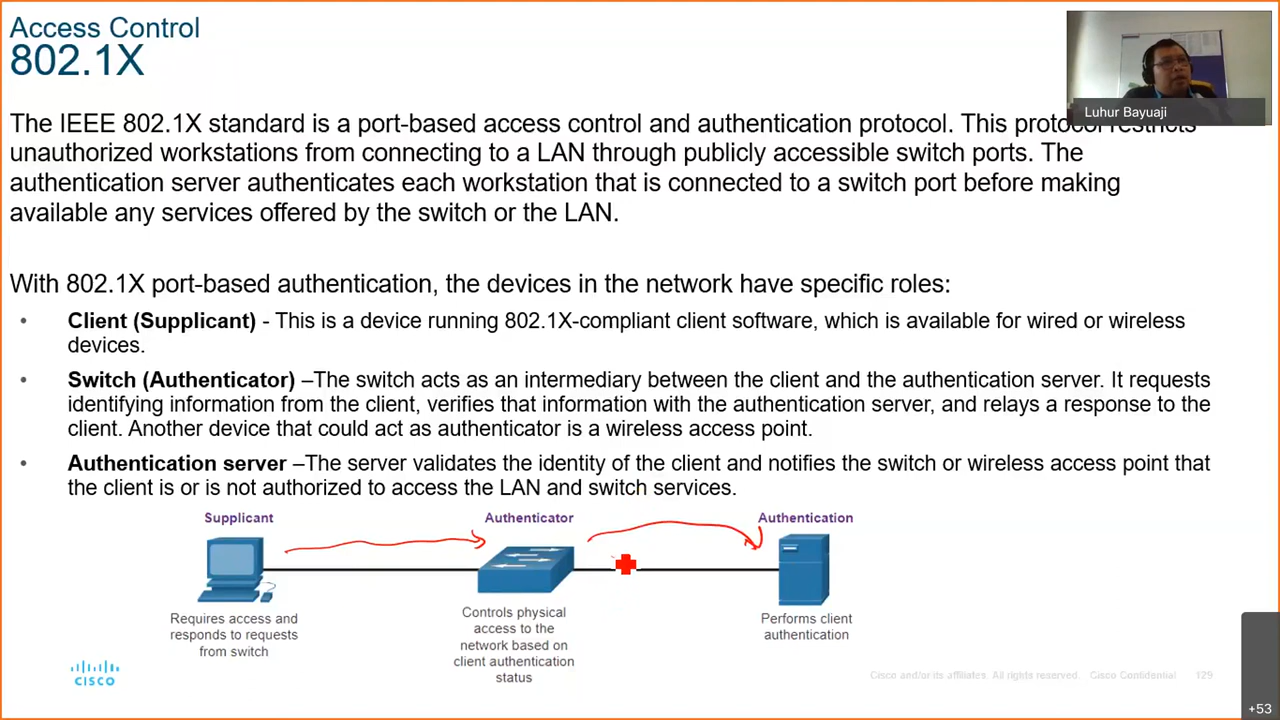 Access Control
802.1X
Luhur Bayuaji
The IEEE 802.1X standard is a port-based access control and authentication protocol. This protocol restricts
unauthorized workstations from connecting to a LAN through publicly accessible switch ports. The
authentication server authenticates each workstation that is connected to a switch port before making
available any services offered by the switch or the LAN.
With 802.1X port-based authentication, the devices in the network have specific roles:
• Client (Supplicant) - This is a device running 802.1X-compliant client software, which is available for wired or wireless
devices.
• Switch (Authenticator) –The switch acts as an intermediary between the client and the authentication server. It requests
identifying information from the client, verifies that information with the authentication server, and relays a response to the
client. Another device that could act as authenticator is a wireless access point.
• Authentication server –The server validates the identity of the client and notifies the switch or wireless access point that
the client is or is not authorized to access the LAN and switch services.
Supplicant
Authenticator
Authentication
Requires access and
responds to requests
from switch
Controls physical
access to the
network based on
client authentication
status
Performs client
authentication
CISCO
Cisco and/or its affiliates. All rights reserved. Cisco Confidential 129
+53